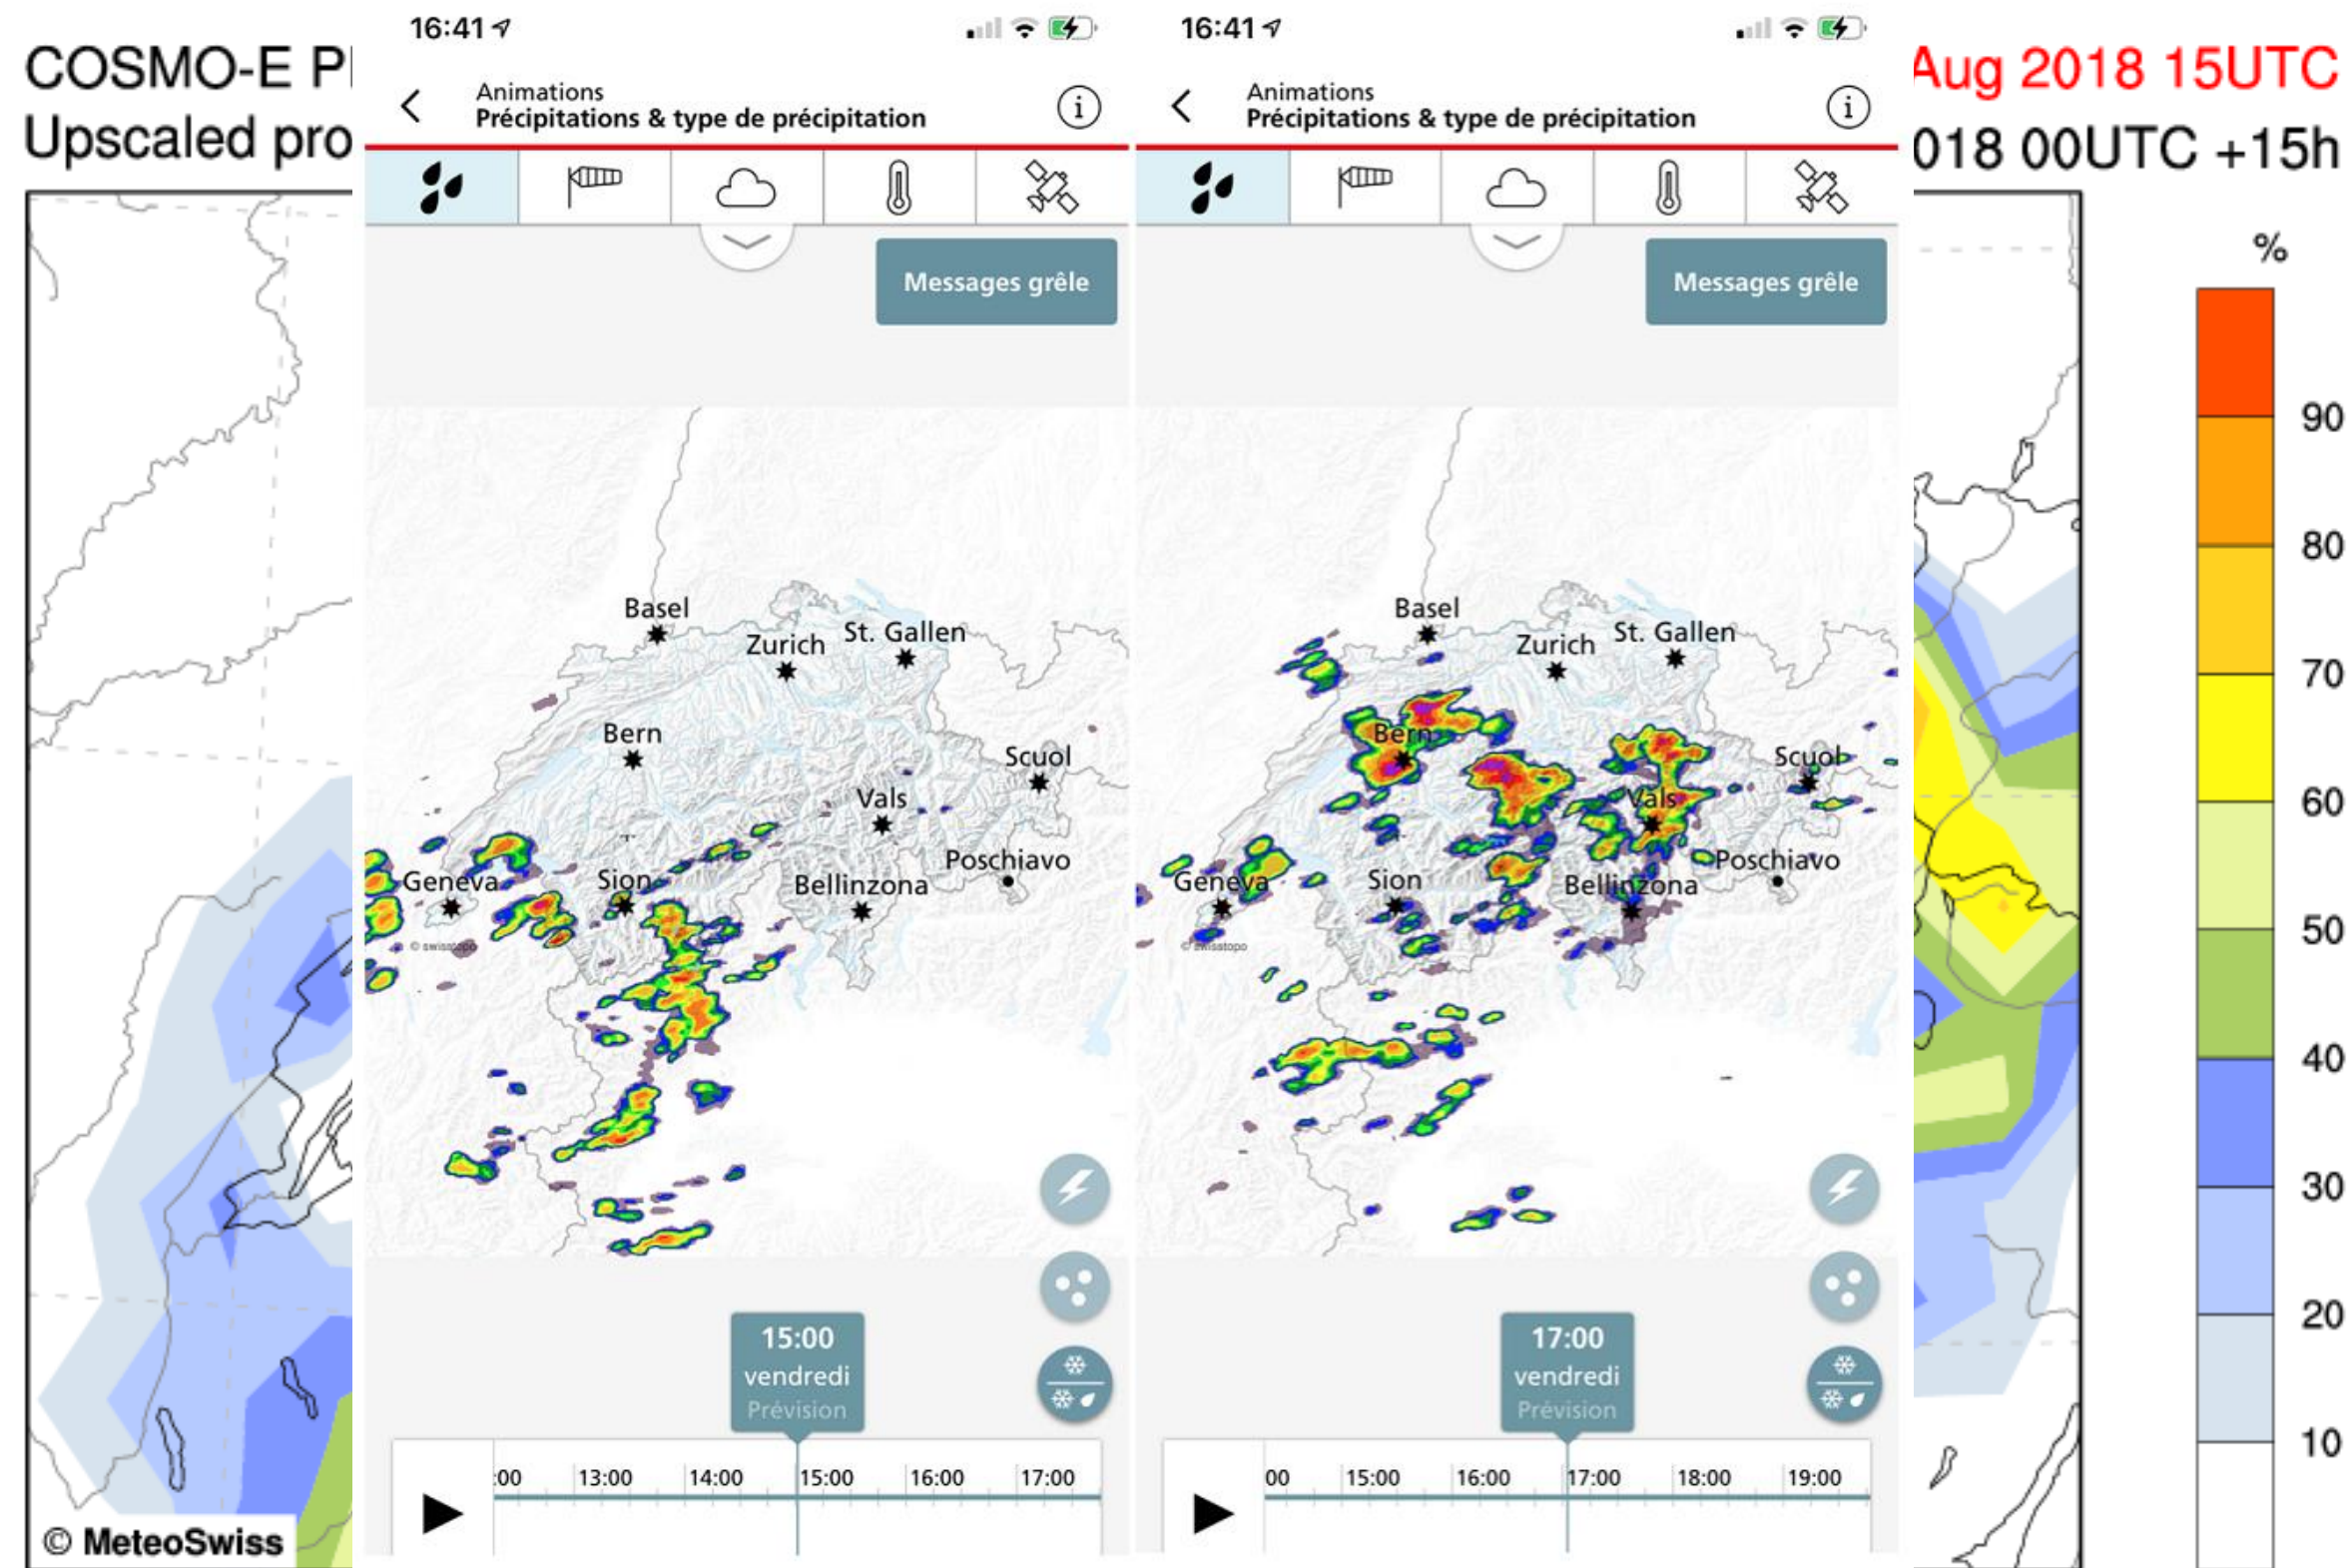 COSMO-E P
Upscaled pro
Aug 2018 15UTC
018 00UTC +15h
%
90
80
70
60
50
40
30
20
10
© MeteoSwiss
16:41
Animations
Précipitations & type de précipitation
Messages grêle
Basel
Zurich
St. Gallen
Bern
Scuol
Vals
Poschiavo
Geneva
Sion
Bellinzona
© swisstopo
15:00
vendredi
Prévision
:00 13:00 14:00 15:00 16:00 17:00
16:41
Animations
Précipitations & type de précipitation
Messages grêle
Basel
Zurich
St. Gallen
Bern
Scuol
Vals
Poschiavo
Geneva
Sion
Bellinzona
© swisstopo
17:00
vendredi
Prévision
00 15:00 16:00 17:00 18:00 19:00